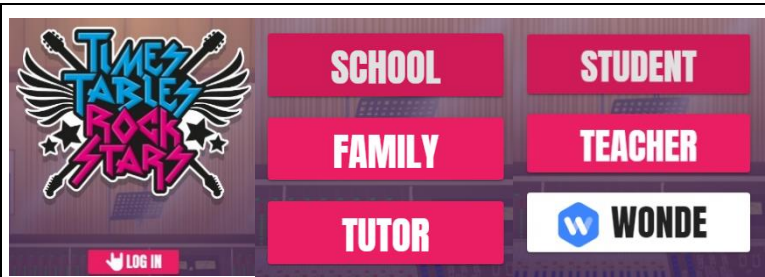 TIMES
TABLES
ROCK
STARS
LOG IN
SCHOOL
FAMILY
TUTOR
STUDENT
TEACHER
W WONDE